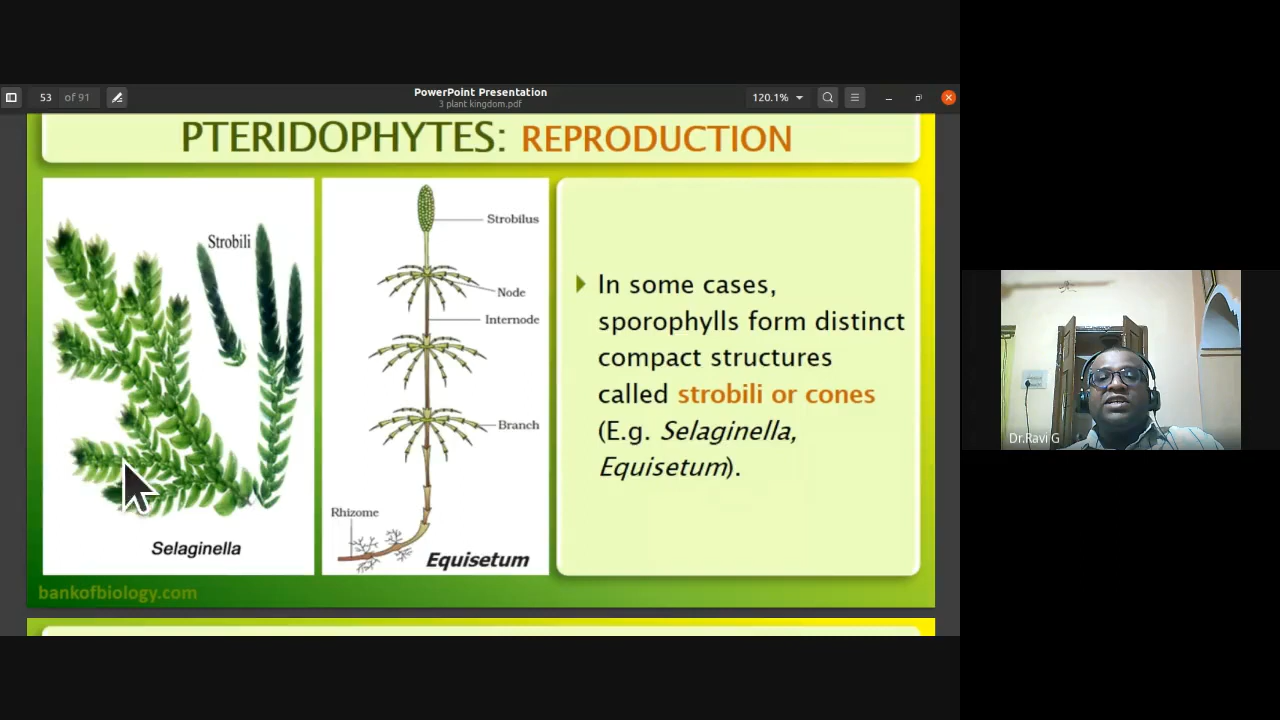 53 of 91
PowerPoint Presentation
3 plant kingdom.pdf
120.1%
PTERIDOPHYTES: REPRODUCTION
Strobili
Selaginella
Strobilus
Node
Internode
Branch
Rhizome
Equisetum
In some cases,
sporophylls form distinct
compact structures
called strobili or cones
(E.g. Selaginella,
Equisetum).
bankofbiology.com
Dr.Ravi G